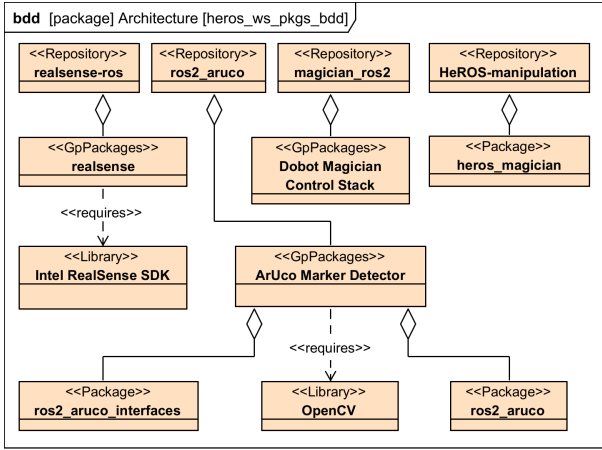 bdd [package] Architecture [heros_ws_pkgs_bdd]
<<Repository>>
realsense-ros
<<Repository>>
ros2_aruco
<<Repository>>
magician_ros2
<<Repository>>
HeROS-manipulation
<<GpPackages>>
realsense
<<GpPackages>>
Dobot Magician
Control Stack
<<Package>>
heros_magician
<<requires>>
<<Library>>
Intel RealSense SDK
<<GpPackages>>
ArUco Marker Detector
<<requires>>
<<Package>>
ros2_aruco_interfaces
<<Library>>
OpenCV
<<Package>>
ros2_aruco